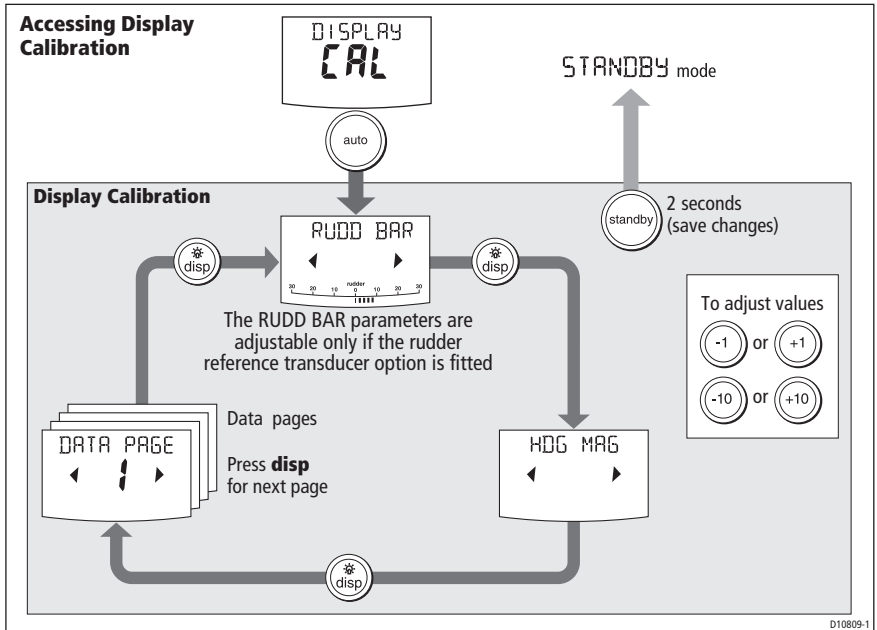 Accessing Display
Calibration
DISPLAY
CAL
auto
STANDBY mode
Display Calibration
standby
2 seconds
(save changes)
disp
RUDD BAR
30 20 10 rudder 0 10 20 30
disp
The RUDD BAR parameters are
adjustable only if the rudder
reference transducer option is fitted
To adjust values
-1 or +1
-10 or +10
Data pages
DATA PAGE
1
Press disp
for next page
HDG MAG
disp
D10809-1